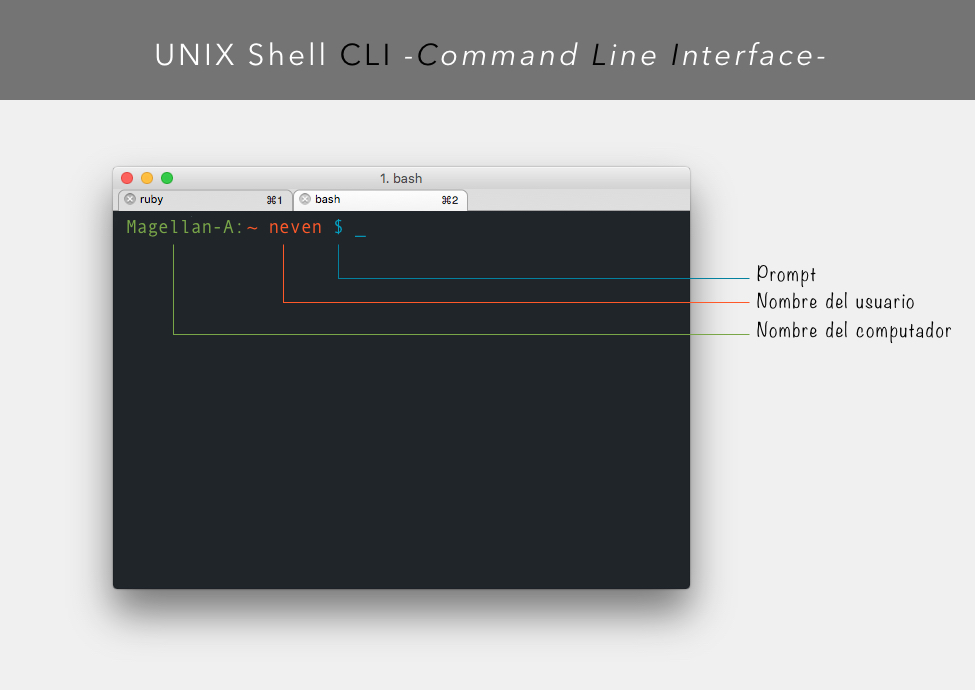 UNIX Shell CLI -Command Line Interface-
1. bash
ruby ⌘1 bash ⌘2
Magellan-A:~ neven $ _
Prompt
Nombre del usuario
Nombre del computador